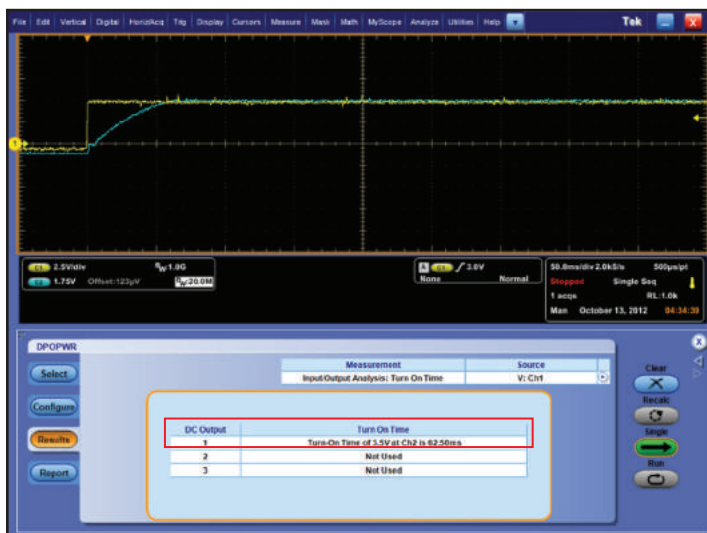 File Edit Vertical Digital Horiz/Acq Trig Display Cursors Measure Mask Math MyScope Analyze Utilities Help Tek
1
C1 2.5V/div BW:1.0G
C2 1.75V Offset:123µV BW:20.0M
A C1 3.0V
None Normal
50.0ms/div 2.0kS/s 500µs/pt
Stopped Single Seq
1 acqs RL:1.0k
Man October 13, 2012 04:34:39
DPOPWR
Select
Configure
Results
Report
Measurement Source
Input/Output Analysis: Turn On Time V: Ch1
DC Output Turn On Time
1 Turn-On Time of 3.5V at Ch2 is 62.50ms
2 Not Used
3 Not Used
Clear
Recalc
Single
Run